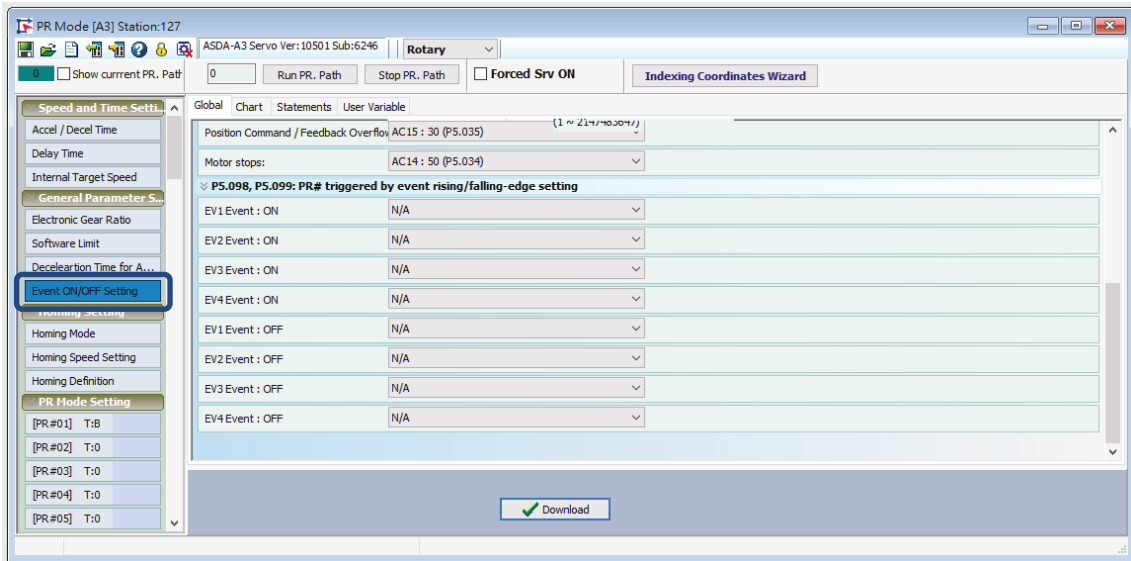 PR Mode [A3] Station:127
ASDA-A3 Servo Ver:10501 Sub:6246
Rotary
0
Show currrent PR. Path
0
Run PR. Path
Stop PR. Path
Forced Srv ON
Indexing Coordinates Wizard
Speed and Time Setti...
Accel / Decel Time
Delay Time
Internal Target Speed
General Parameter S...
Electronic Gear Ratio
Software Limit
Deceleartion Time for A...
Event ON/OFF Setting
Homing Setting
Homing Mode
Homing Speed Setting
Homing Definition
PR Mode Setting
[PR#01] T:B
[PR#02] T:0
[PR#03] T:0
[PR#04] T:0
[PR#05] T:0
Global Chart Statements User Variable
(1 ~ 2147483647)
Position Command / Feedback Overflow AC15 : 30 (P5.035)
Motor stops: AC14 : 50 (P5.034)
P5.098, P5.099: PR# triggered by event rising/falling-edge setting
EV1 Event : ON N/A
EV2 Event : ON N/A
EV3 Event : ON N/A
EV4 Event : ON N/A
EV1 Event : OFF N/A
EV2 Event : OFF N/A
EV3 Event : OFF N/A
EV4 Event : OFF N/A
Download